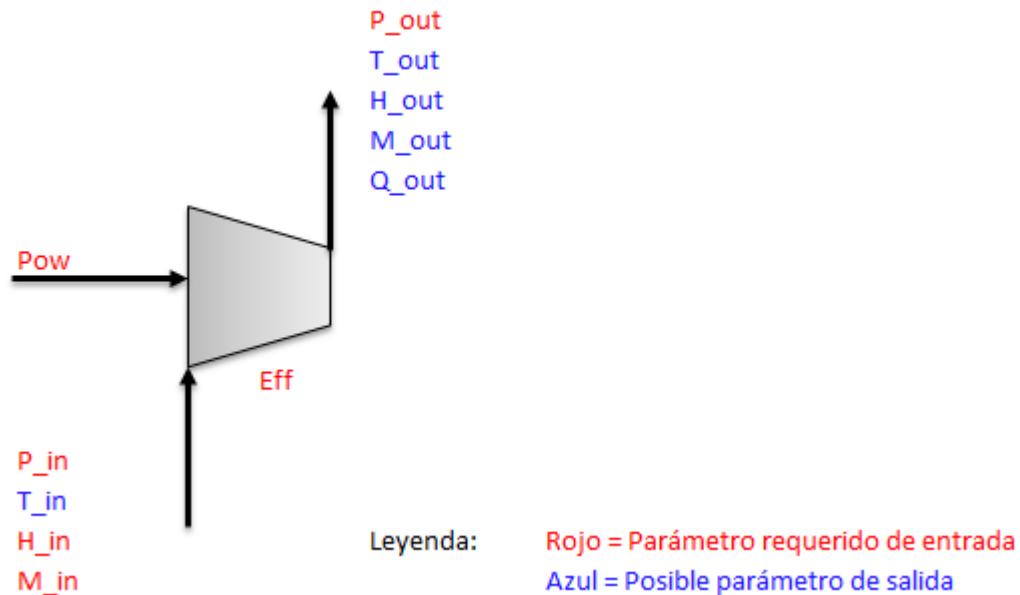 P_out
T_out
H_out
M_out
Q_out
Pow
Eff
P_in
T_in
H_in
M_in
Leyenda:
Rojo = Parámetro requerido de entrada
Azul = Posible parámetro de salida